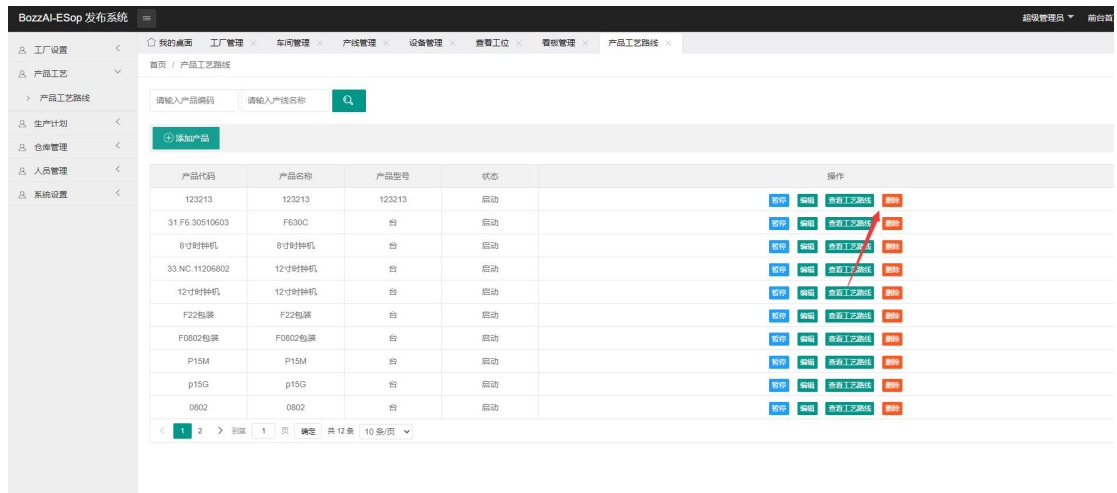 BozzAI-ESop 发布系统
超级管理员 前台首
工厂设置
产品工艺
产品工艺路线
生产计划
仓库管理
人员管理
系统设置
我的桌面 工厂管理 车间管理 产线管理 设备管理 查看工位 看板管理 产品工艺路线
首页 / 产品工艺路线
请输入产品编码 请输入产线名称
添加产品
产品代码 产品名称 产品型号 状态 操作
123213 123213 123213 启动 暂停 编辑 查看工艺路线 删除
31.F6.30510603 F630C 台 启动 暂停 编辑 查看工艺路线 删除
8寸时钟机 8寸时钟机 台 启动 暂停 编辑 查看工艺路线 删除
33.NC.11206802 12寸时钟机 台 启动 暂停 编辑 查看工艺路线 删除
12寸时钟机 12寸时钟机 台 启动 暂停 编辑 查看工艺路线 删除
F22包装 F22包装 台 启动 暂停 编辑 查看工艺路线 删除
F0802包装 F0802包装 台 启动 暂停 编辑 查看工艺路线 删除
P15M P15M 台 启动 暂停 编辑 查看工艺路线 删除
p15G p15G 台 启动 暂停 编辑 查看工艺路线 删除
0802 0802 台 启动 暂停 编辑 查看工艺路线 删除
1 2 到第 1 页 确定 共 12 条 10 条/页